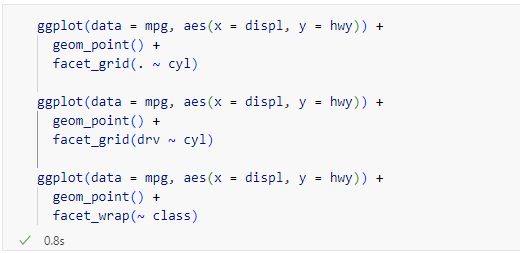 ggplot(data = mpg, aes(x = displ, y = hwy)) +
  geom_point() +
  facet_grid(. ~ cyl)

ggplot(data = mpg, aes(x = displ, y = hwy)) +
  geom_point() +
  facet_grid(drv ~ cyl)

ggplot(data = mpg, aes(x = displ, y = hwy)) +
  geom_point() +
  facet_wrap(~ class)
✓ 0.8s